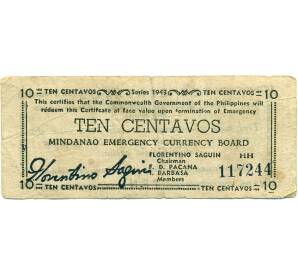 10 TEN CENTAVOS Series 1943 TEN CENTAVOS 10
This certifies that the Commonwealth Government of the Philippines will
redeem this Certificate at face value upon termination of Emergency
TEN CENTAVOS
MINDANAO EMERGENCY CURRENCY BOARD
FLORENTINO SAGUIN HH
Chairman 117244
D. PACANA
BARBASA
Members
Florentino Saguin
10 TEN CENTAVOS TEN CENTAVOS 10